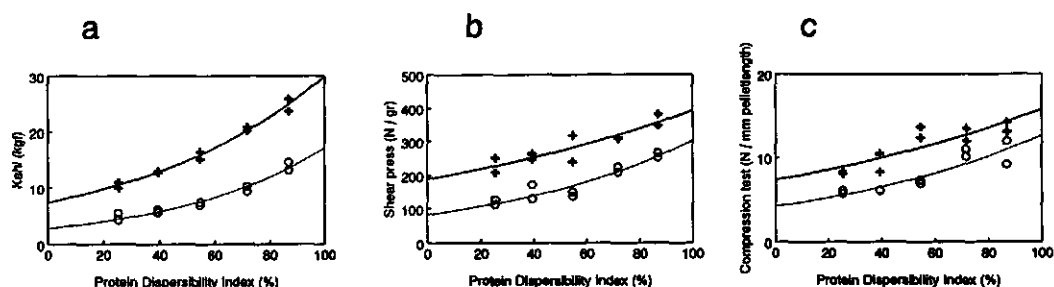 a
b
c
Kahl (kgf)
30
20
10
0
0 20 40 60 80 100
Protein Dispersibility Index (%)
Shear press (N / gr)
500
400
300
200
100
0
0 20 40 60 80 100
Protein Dispersibility Index (%)
Compression test (N / mm pelletlength)
20
10
0
0 20 40 60 80 100
Protein Dispersibility Index (%)